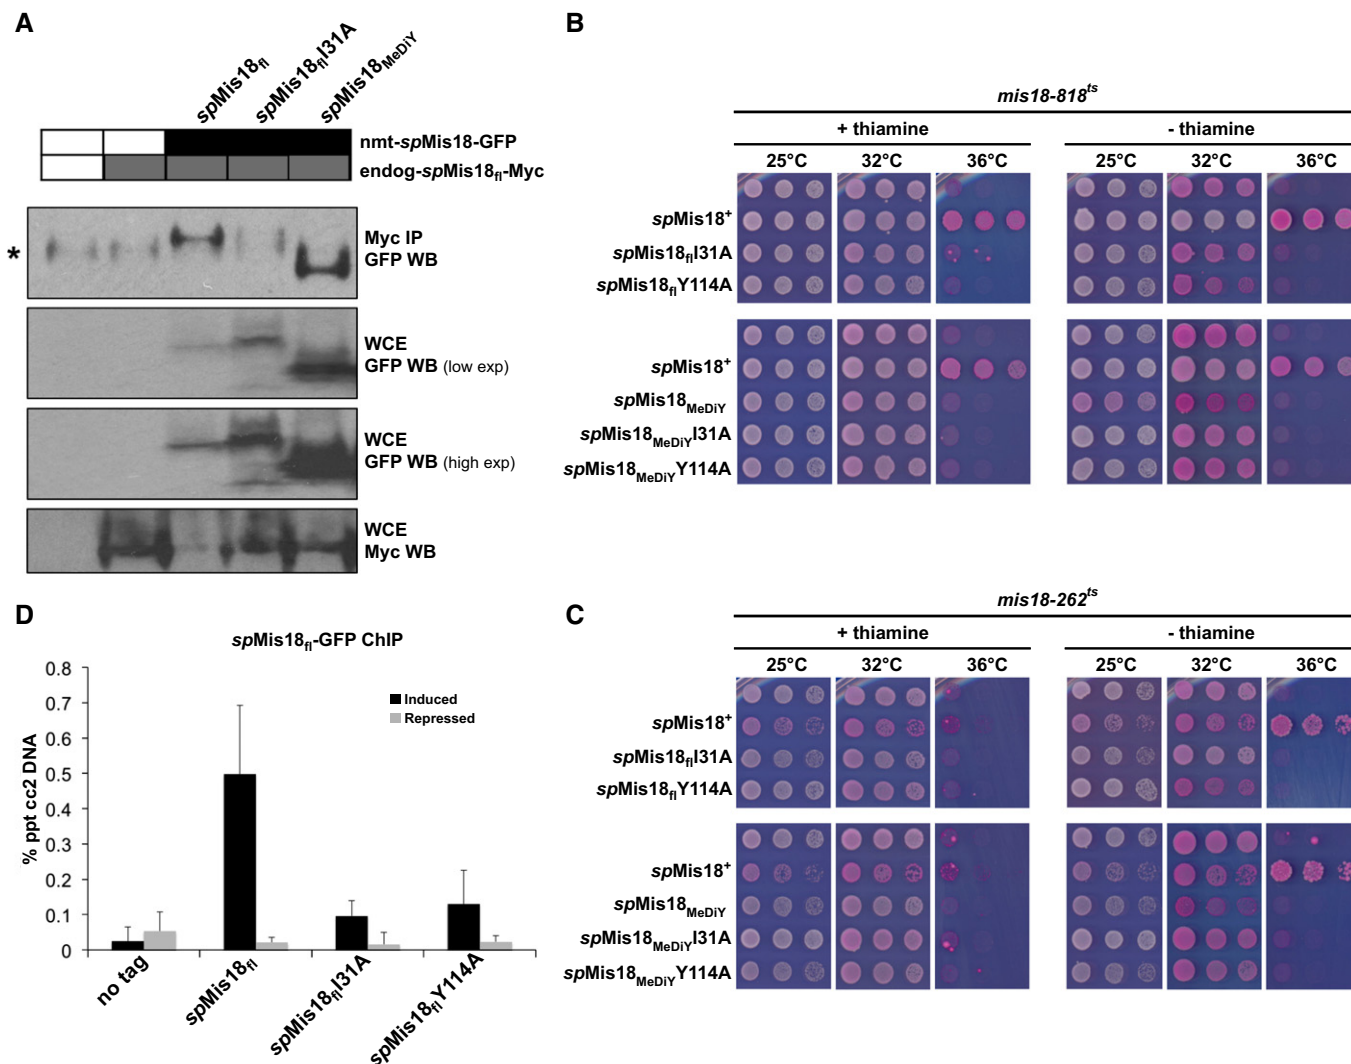 A
spMis18fl
spMis18flI31A
spMis18MeDiY
nmt-spMis18-GFP
endog-spMis18fl-Myc
*
Myc IP
GFP WB
WCE
GFP WB (low exp)
WCE
GFP WB (high exp)
WCE
Myc WB
B
mis18-818ts
+ thiamine
- thiamine
25°C 32°C 36°C 25°C 32°C 36°C
spMis18+
spMis18flI31A
spMis18flY114A
spMis18+
spMis18MeDiY
spMis18MeDiYI31A
spMis18MeDiYY114A
D
spMis18fl-GFP ChIP
% ppt cc2 DNA
0.8
0.7
0.6
0.5
0.4
0.3
0.2
0.1
0
Induced
Repressed
no tag
spMis18fl
spMis18flI31A
spMis18flY114A
C
mis18-262ts
+ thiamine
- thiamine
25°C 32°C 36°C 25°C 32°C 36°C
spMis18+
spMis18flI31A
spMis18flY114A
spMis18+
spMis18MeDiY
spMis18MeDiYI31A
spMis18MeDiYY114A